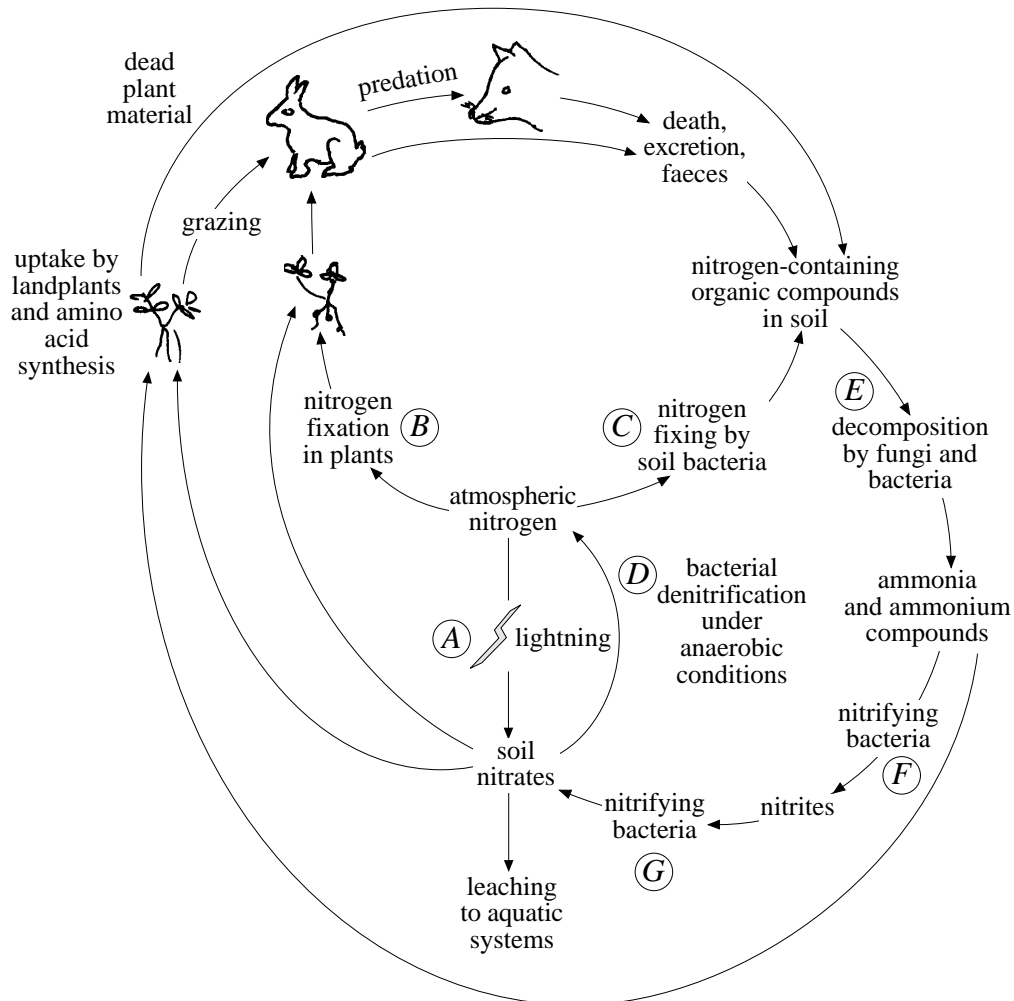 dead
plant
material
predation
death,
excretion,
faeces
grazing
uptake by
landplants
and amino
acid
synthesis
nitrogen-containing
organic compounds
in soil
nitrogen
fixation
in plants
B
C
nitrogen
fixing by
soil bacteria
E
decomposition
by fungi and
bacteria
atmospheric
nitrogen
D
bacterial
denitrification
under
anaerobic
conditions
ammonia
and ammonium
compounds
A
lightning
nitrifying
bacteria
F
soil
nitrates
nitrites
nitrifying
bacteria
G
leaching
to aquatic
systems